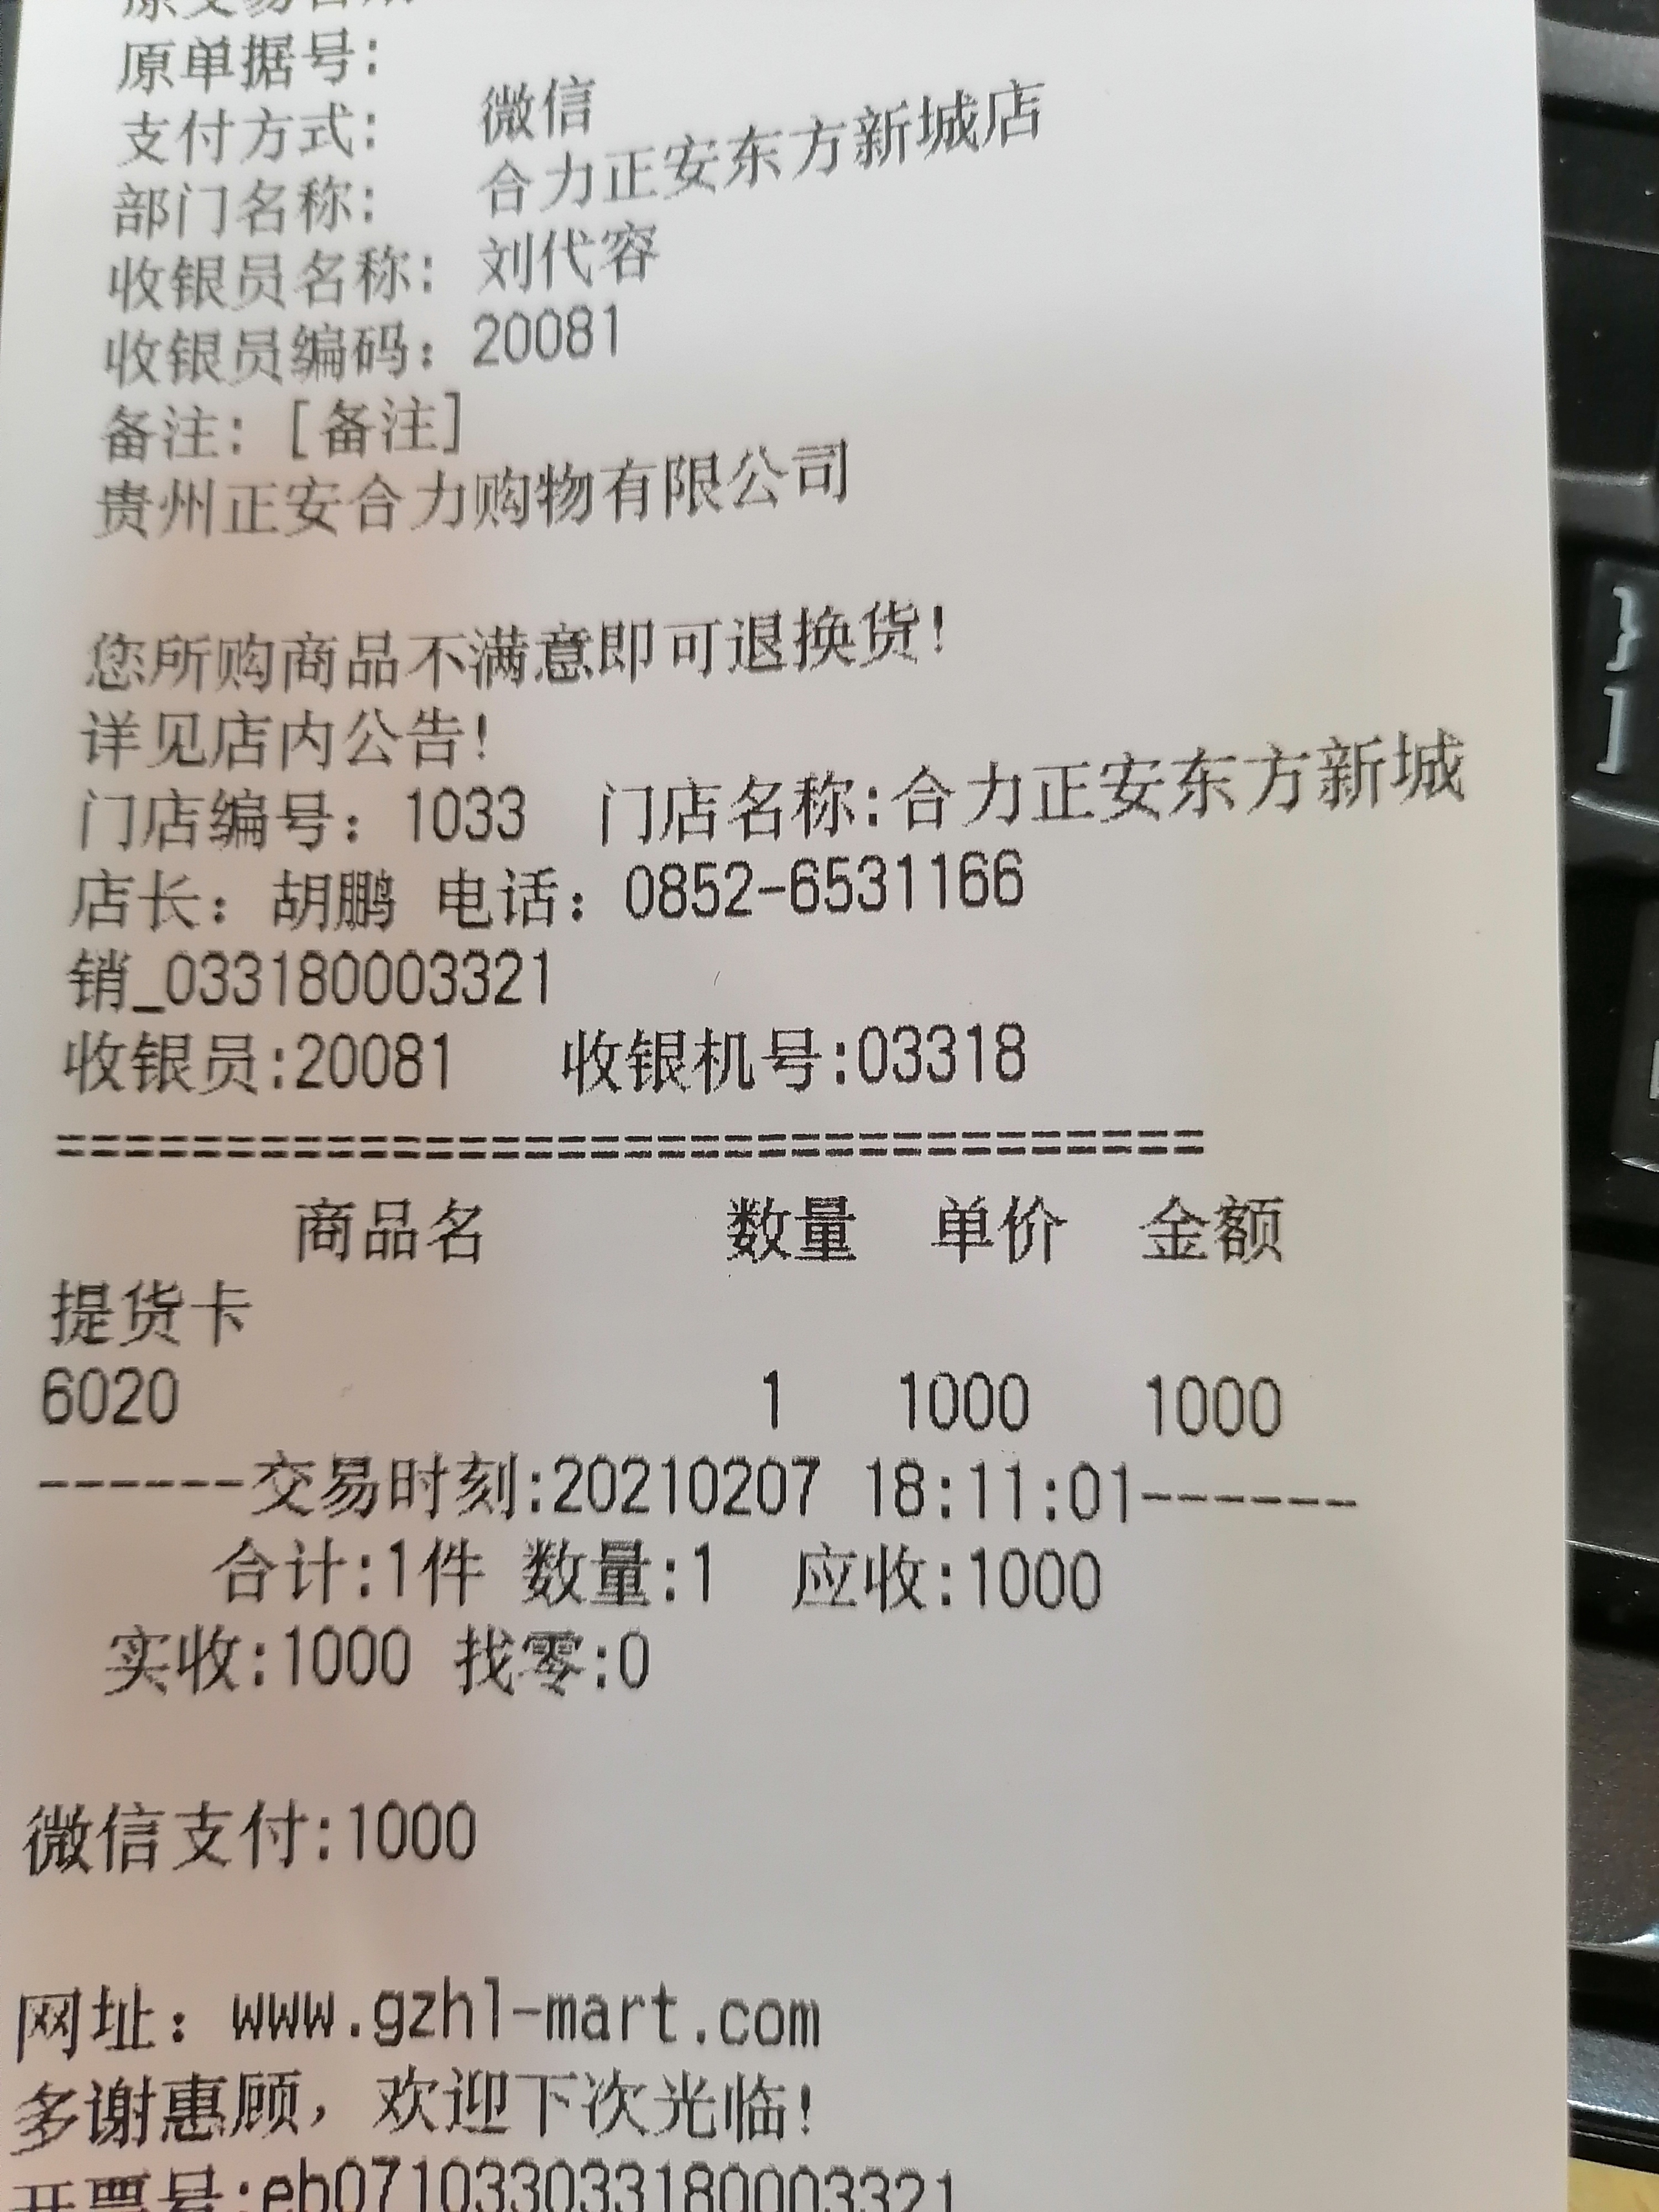 原单据号:
支付方式: 微信
部门名称: 合力正安东方新城店
收银员名称: 刘代容
收银员编码: 20081
备注: [备注]
贵州正安合力购物有限公司
您所购商品不满意即可退换货!
详见店内公告!
门店编号: 1033 门店名称:合力正安东方新城
店长: 胡鹏 电话: 0852-6531166
销_033180003321
收银员:20081 收银机号:03318
==================================
商品名 数量 单价 金额
提货卡
6020 1 1000 1000
------交易时刻:20210207 18:11:01------
合计:1件 数量:1 应收:1000
实收:1000 找零:0
微信支付:1000
网址: www.gzhl-mart.com
多谢惠顾, 欢迎下次光临!
开票号:eb071033033180003321